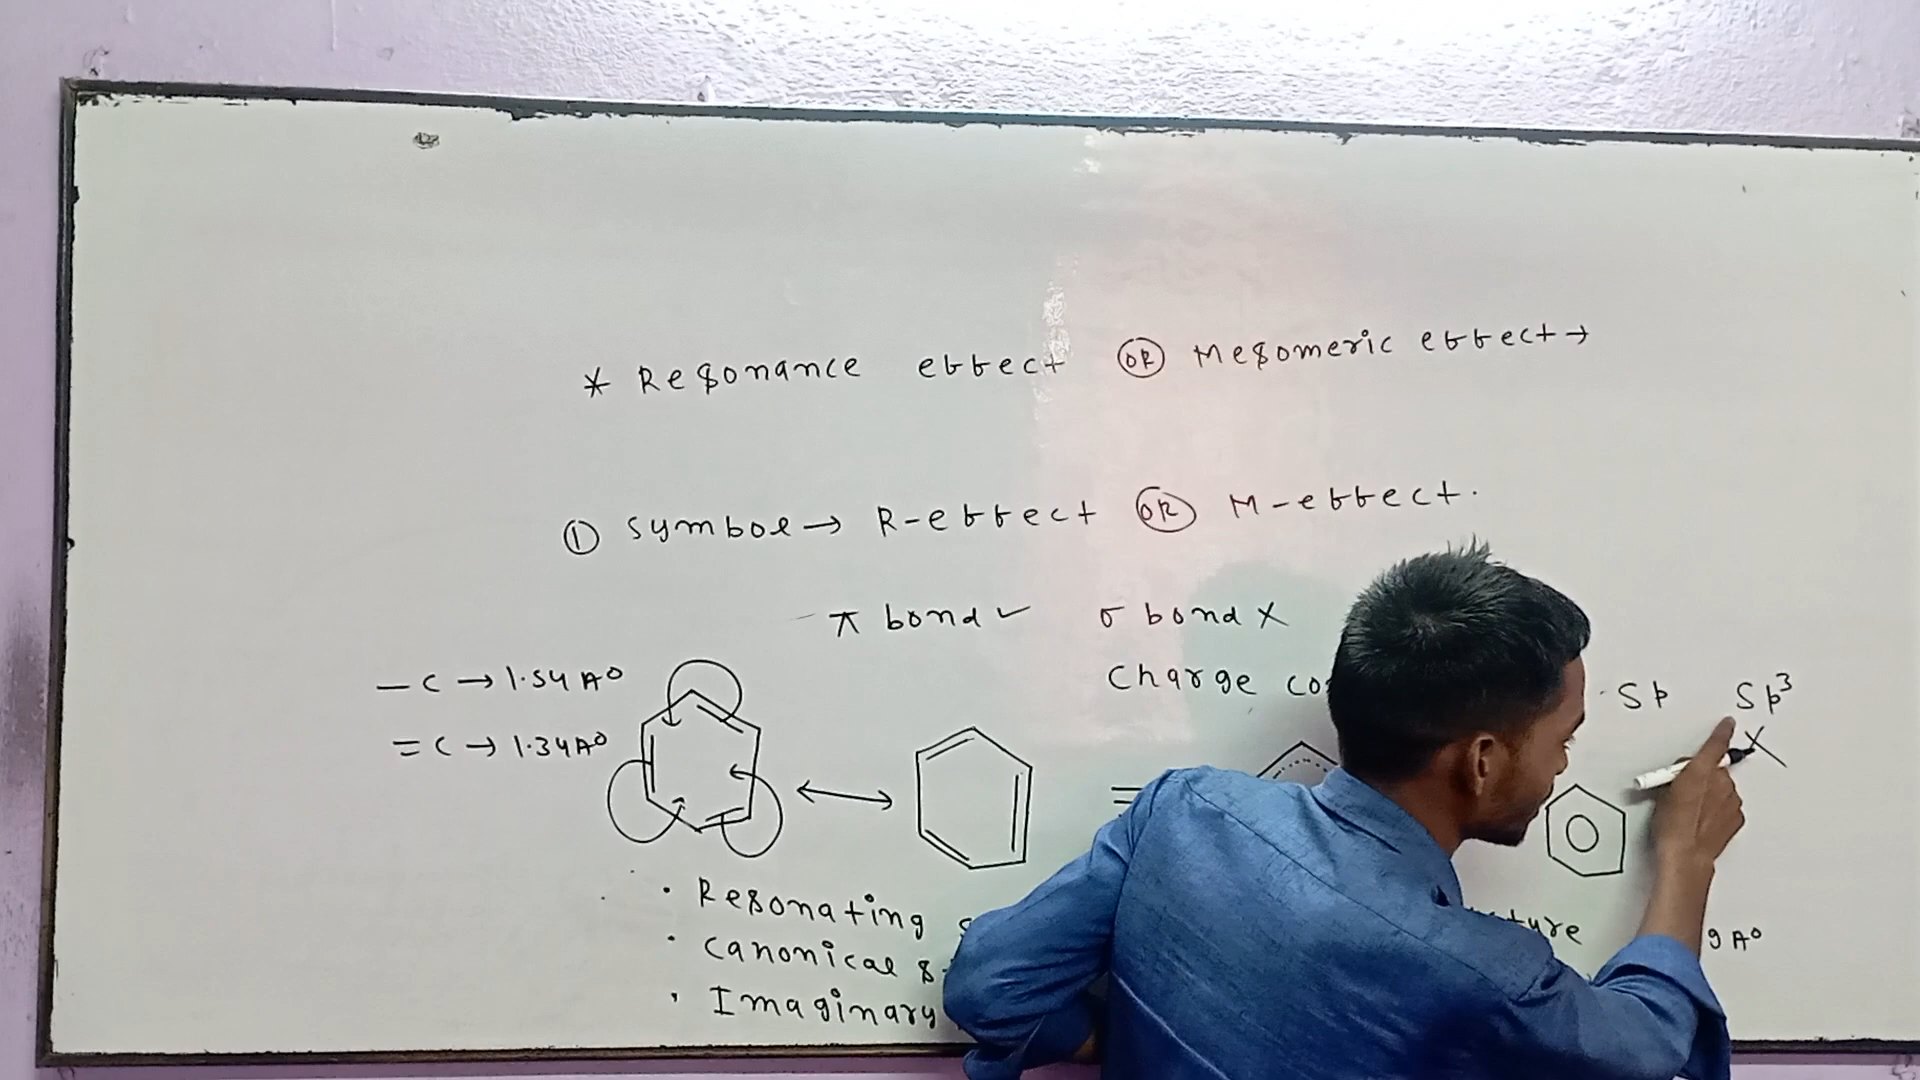 * Resonance effect OR Mesomeric effect →
① symbol → R-effect OR M-effect.
π bond ✓ σ bond X
Charge
Sp Sp³
X
— C → 1.54 A°
= C → 1.34 A°
• Resonating
• Canonical
• Imaginary
9 A°